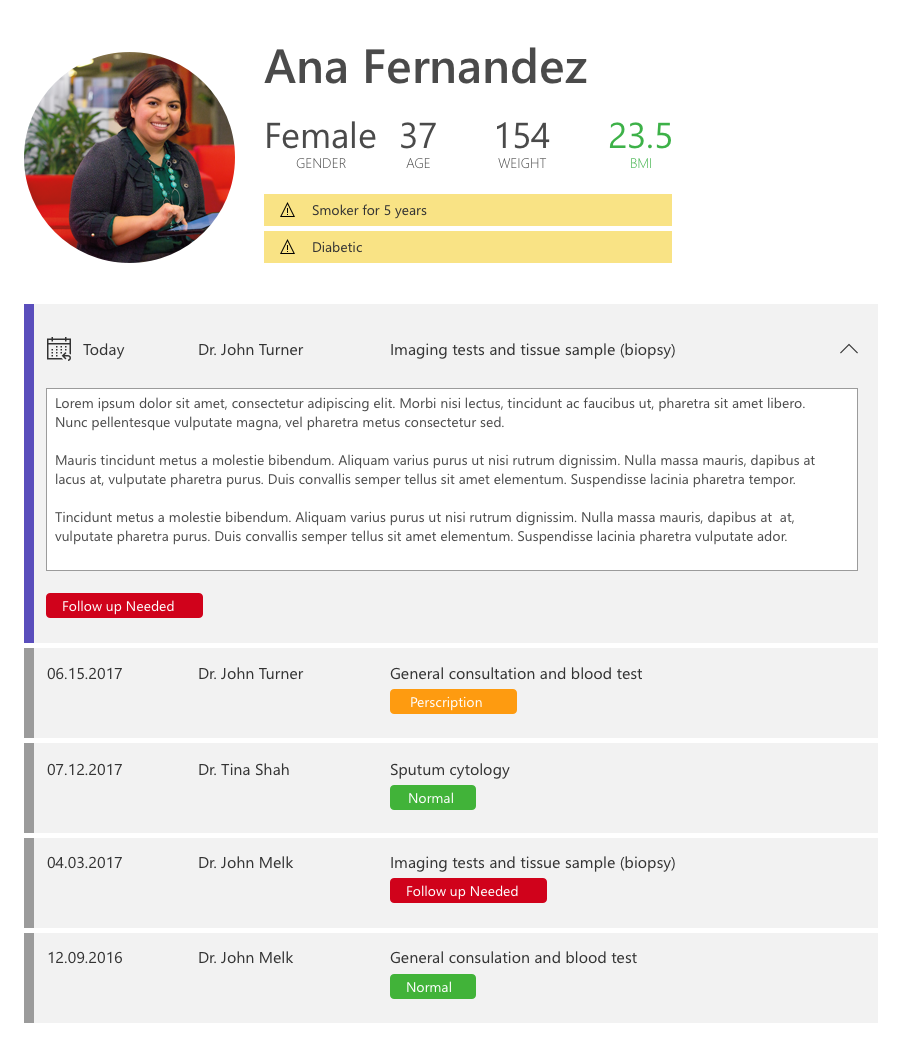 Ana Fernandez
Female 37 154 23.5
GENDER AGE WEIGHT BMI
Smoker for 5 years
Diabetic
Today Dr. John Turner Imaging tests and tissue sample (biopsy)
Lorem ipsum dolor sit amet, consectetur adipiscing elit. Morbi nisi lectus, tincidunt ac faucibus ut, pharetra sit amet libero.
Nunc pellentesque vulputate magna, vel pharetra metus consectetur sed.
Mauris tincidunt metus a molestie bibendum. Aliquam varius purus ut nisi rutrum dignissim. Nulla massa mauris, dapibus at
lacus at, vulputate pharetra purus. Duis convallis semper tellus sit amet elementum. Suspendisse lacinia pharetra tempor.
Tincidunt metus a molestie bibendum. Aliquam varius purus ut nisi rutrum dignissim. Nulla massa mauris, dapibus at  at,
vulputate pharetra purus. Duis convallis semper tellus sit amet elementum. Suspendisse lacinia pharetra vulputate ador.
Follow up Needed
06.15.2017 Dr. John Turner General consultation and blood test
Perscription
07.12.2017 Dr. Tina Shah Sputum cytology
Normal
04.03.2017 Dr. John Melk Imaging tests and tissue sample (biopsy)
Follow up Needed
12.09.2016 Dr. John Melk General consulation and blood test
Normal